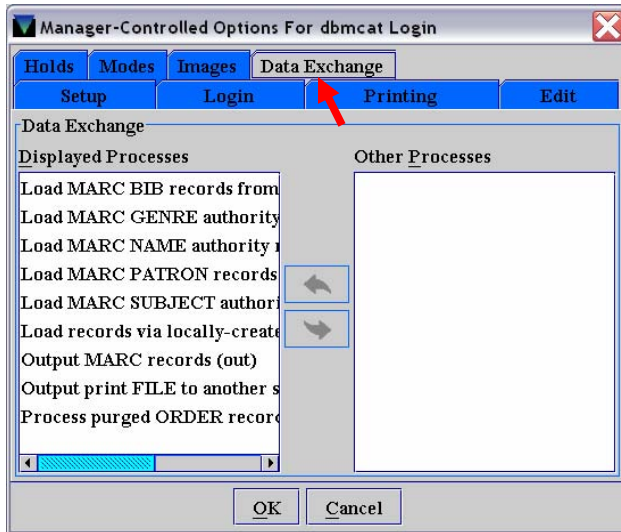 Manager-Controlled Options For dbmcat Login
Holds Modes Images Data Exchange
Setup Login Printing Edit
Data Exchange
Displayed Processes
Other Processes
Load MARC BIB records from
Load MARC GENRE authority
Load MARC NAME authority
Load MARC PATRON records
Load MARC SUBJECT authori
Load records via locally-create
Output MARC records (out)
Output print FILE to another s
Process purged ORDER record
OK Cancel